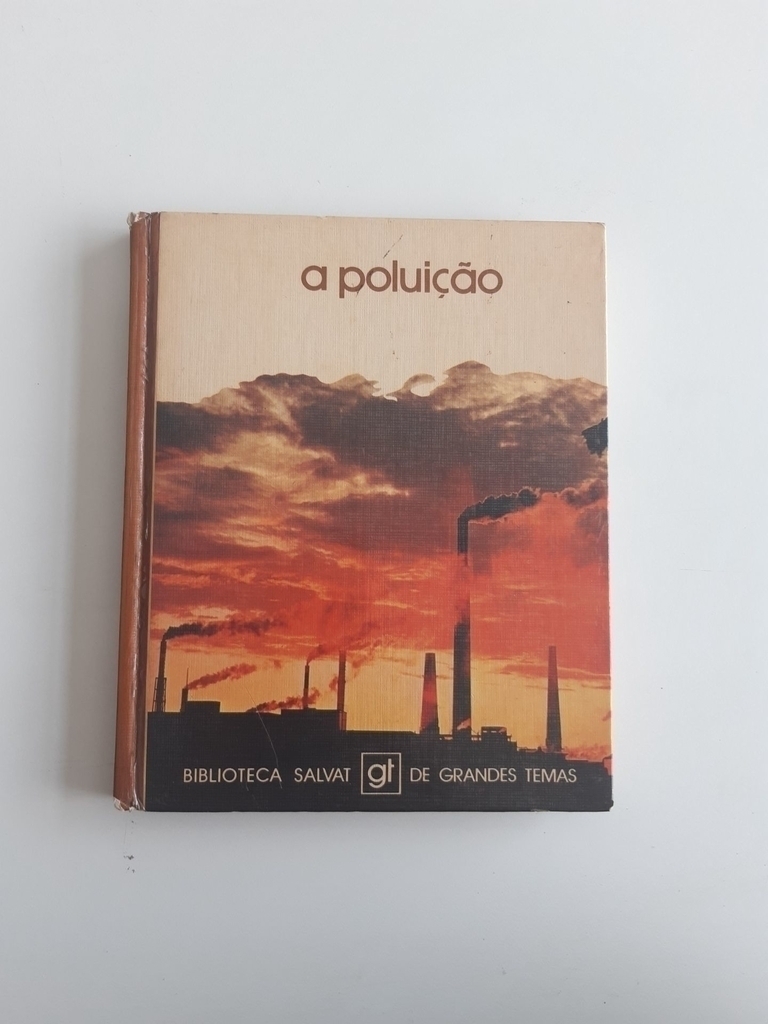 a poluição
BIBLIOTECA SALVAT gt DE GRANDES TEMAS